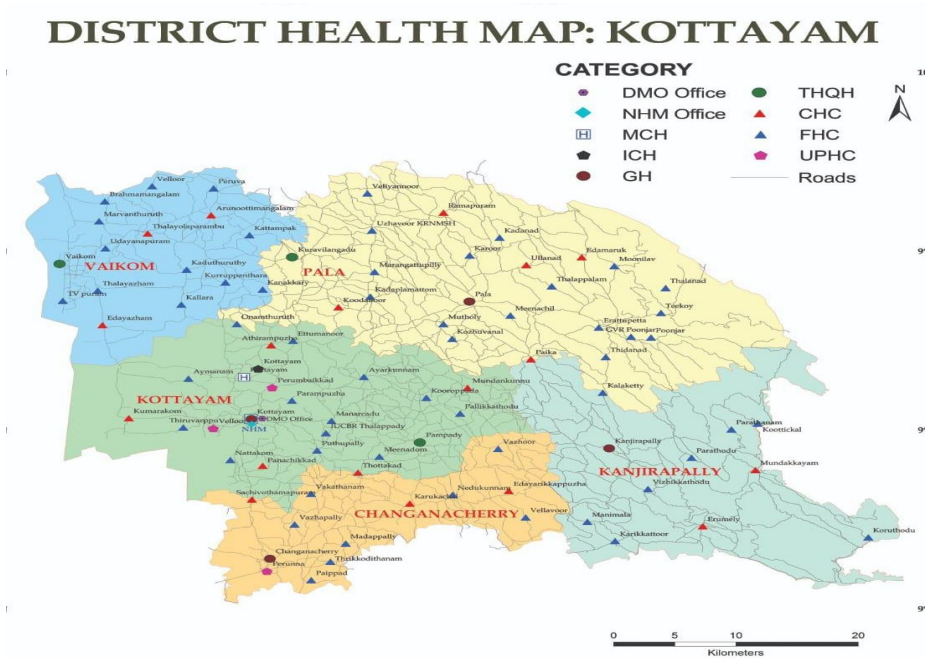 DISTRICT HEALTH MAP: KOTTAYAM
CATEGORY
DMO Office
NHM Office
MCH
ICH
GH
THQH
CHC
FHC
UPHC
Roads
N
Velloor
Peruva
Brahmamangalam
Arunoottimangalam
Marvanthuruth
Thalayolaparambu
Kattampak
Udayanapuram
Vaikom
VAIKOM
Kaduthuruthy
Kurruppanthara
Thalayazham
TV puram
Kallara
Kanakkary
Edayazham
Veliyannoor
Ramapuram
Uzhavoor KRNMSH
Kadanad
Kuravilangadu
Karoor
Edamaruk
Ullanad
Moonilav
PALA
Marangattupilly
Thalappalam
Thalanad
Kadaplamattom
Pala
Koodalloor
Meenachil
Teekoy
Onamthuruth
Mutholy
Erattupetta
Kozhuvanal
GVR Poonjar
Poonjar
Paika
Thidanad
Kalaketty
Ettumanoor
Athirampuzha
Kottayam
Aymanam
Perumbaikkad
Ayarkunnam
Mundankunnu
KOTTAYAM
Parampuzha
Kooroppada
Pallikkathodu
Kumarakom
Thiruvarppu
Kottayam
DMO Office
NHM
Manarcadu
IDCBR Thalappady
Puthupally
Pampady
Meenadom
Nattakom
Panachikkad
Thottakad
Vazhoor
Kanjirapally
Parathanam
Koottickal
KANJIRAPALLY
Parathodu
Mundakkayam
Vizhikkathodu
Sachivothamapuram
Vakathanam
Karukachal
Nedukunnam
Edayarikkappuzha
CHANGANACHERRY
Vellavoor
Manimala
Erumely
Karikkattoor
Koruthodu
Vazhapally
Madappally
Changanacherry
Thrikkodithanam
Perunna
Paippad
0 5 10 20
Kilometers